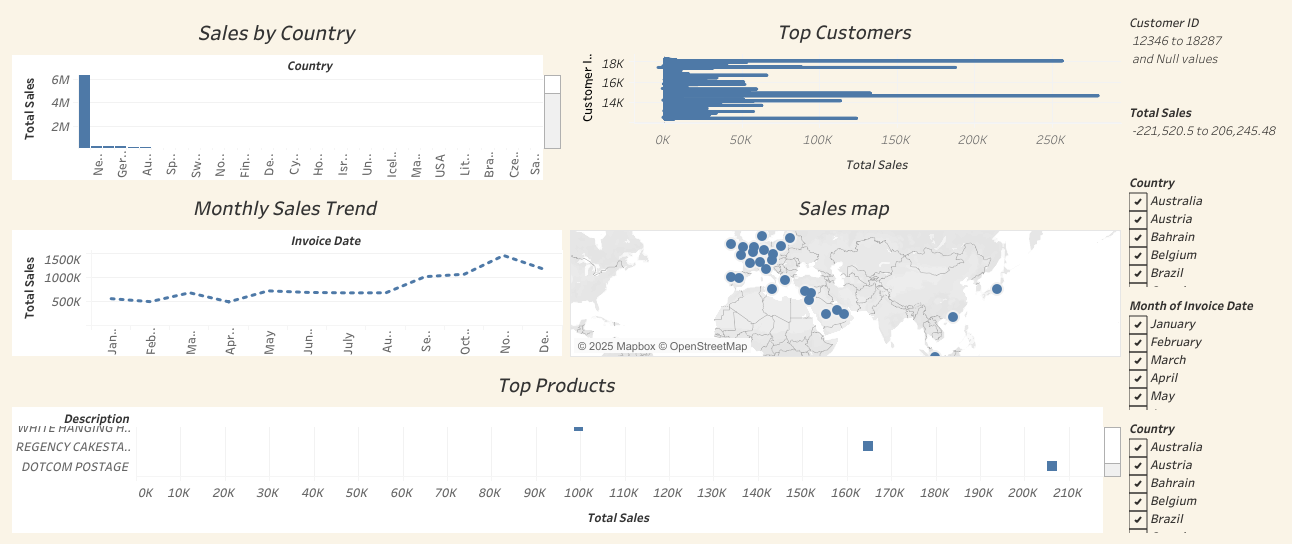 Sales by Country
Country
Total Sales
6M
4M
2M
Ne..
Ger..
Au..
Sp..
Sw..
No..
Fin..
De..
Cy..
Ho..
Isr..
Un..
Icel..
Ma..
USA
Lit..
Bra..
Cze..
Sa..
Top Customers
Customer I..
18K
16K
14K
0K 50K 100K 150K 200K 250K
Total Sales
Monthly Sales Trend
Invoice Date
Total Sales
1500K
1000K
500K
Jan..
Feb..
Ma..
Apr..
May
Jun..
July
Au..
Se..
Oct..
No..
De..
Sales map
© 2025 Mapbox © OpenStreetMap
Top Products
Description
WHITE HANGING H..
REGENCY CAKESTA..
DOTCOM POSTAGE
0K 10K 20K 30K 40K 50K 60K 70K 80K 90K 100K 110K 120K 130K 140K 150K 160K 170K 180K 190K 200K 210K
Total Sales
Customer ID
12346 to 18287
and Null values
Total Sales
-221,520.5 to 206,245.48
Country
Australia
Austria
Bahrain
Belgium
Brazil
Month of Invoice Date
January
February
March
April
May
Country
Australia
Austria
Bahrain
Belgium
Brazil